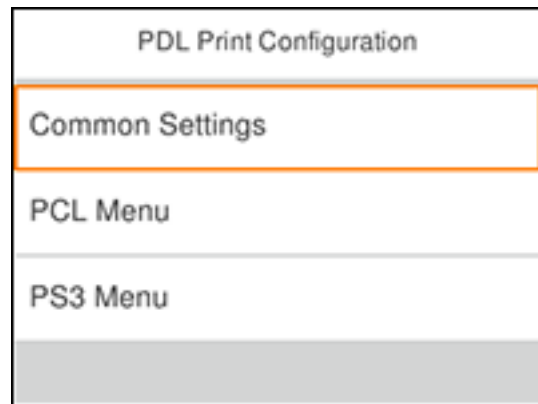 PDL Print Configuration
Common Settings
PCL Menu
PS3 Menu